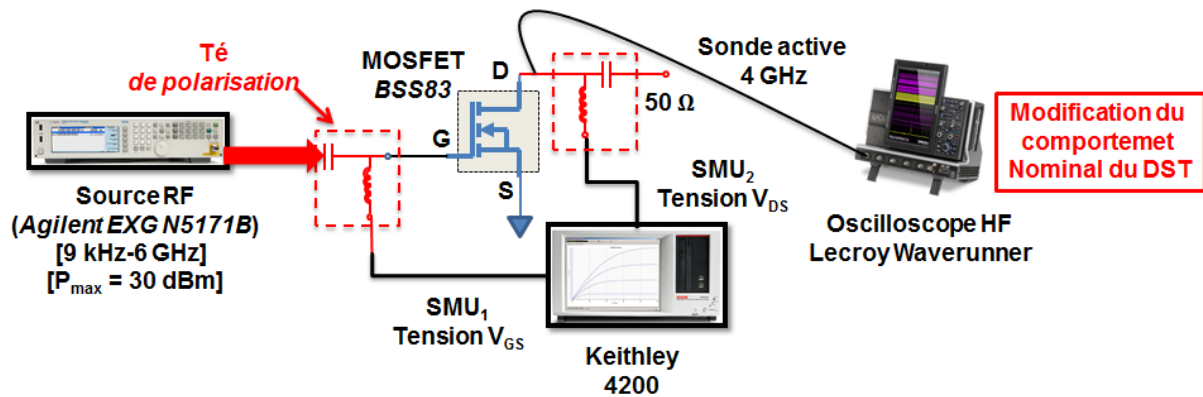 Té
de polarisation
MOSFET
BSS83
D
G
S
50 Ω
Sonde active
4 GHz
Source RF
(Agilent EXG N5171B)
[9 kHz-6 GHz]
[Pmax = 30 dBm]
SMU1
Tension VGS
SMU2
Tension VDS
Keithley
4200
Oscilloscope HF
Lecroy Waverunner
Modification du
comportemet
Nominal du DST